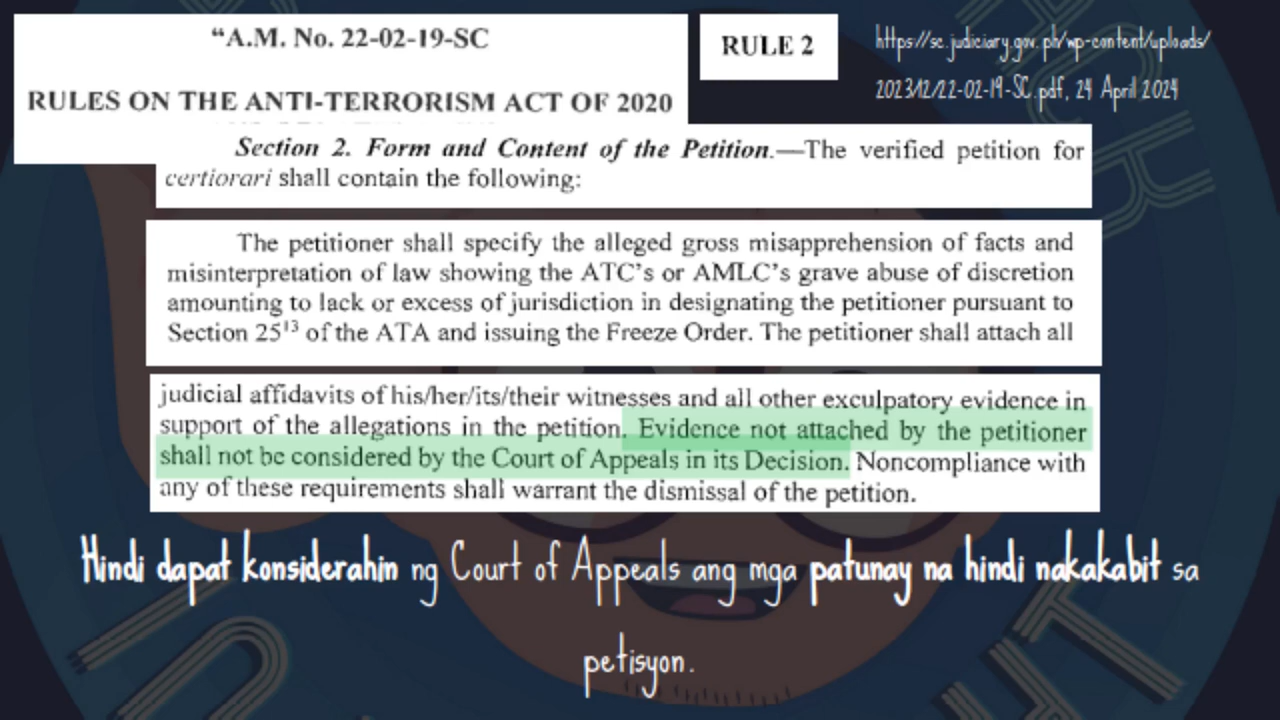 “A.M. No. 22-02-19-SC
RULES ON THE ANTI-TERRORISM ACT OF 2020
RULE 2
https://sc.judiciary.gov.ph/wp-content/uploads/
2023/12/22-02-19-SC.pdf, 24 April 2024
Section 2. Form and Content of the Petition.—The verified petition for
certiorari shall contain the following:
The petitioner shall specify the alleged gross misapprehension of facts and
misinterpretation of law showing the ATC's or AMLC's grave abuse of discretion
amounting to lack or excess of jurisdiction in designating the petitioner pursuant to
Section 25¹³ of the ATA and issuing the Freeze Order. The petitioner shall attach all
judicial affidavits of his/her/its/their witnesses and all other exculpatory evidence in
support of the allegations in the petition. Evidence not attached by the petitioner
shall not be considered by the Court of Appeals in its Decision. Noncompliance with
any of these requirements shall warrant the dismissal of the petition.
Hindi dapat konsiderahin ng Court of Appeals ang mga patunay na hindi nakakabit sa
petisyon.